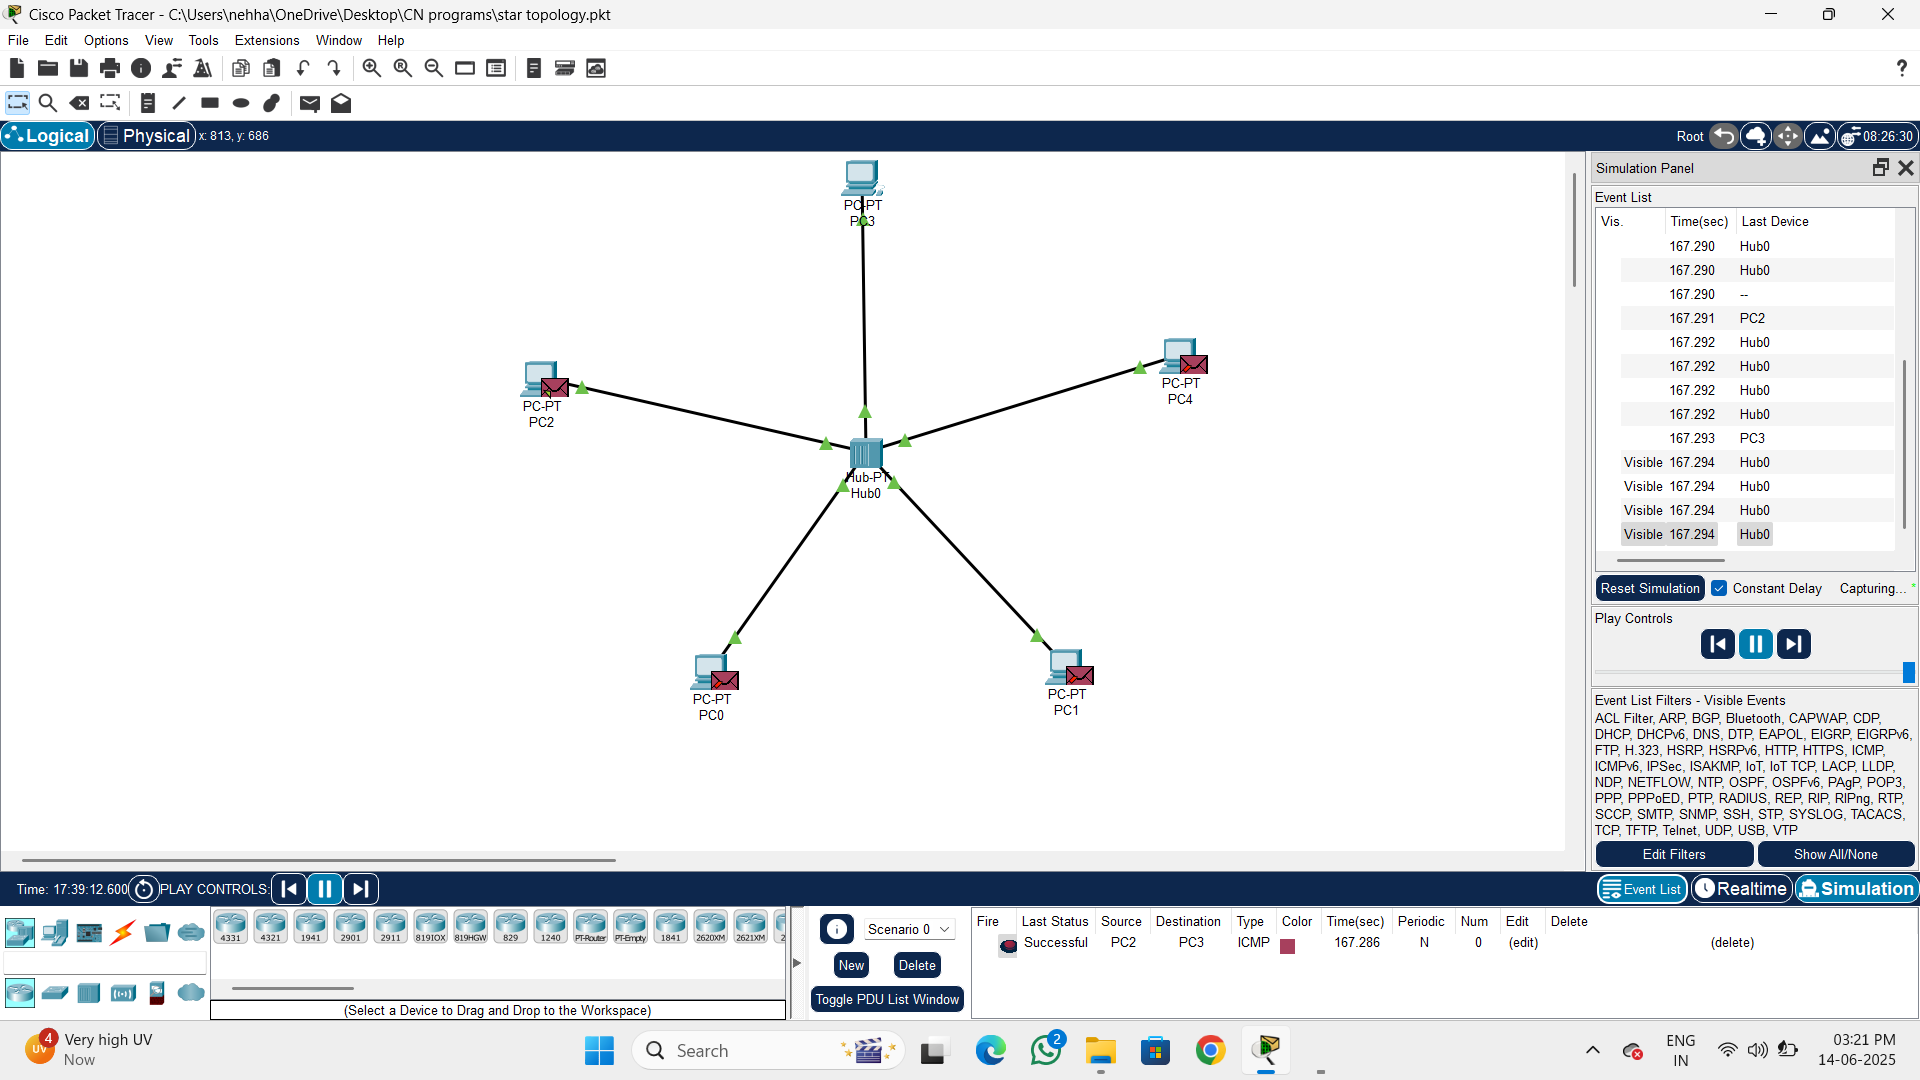 Cisco Packet Tracer - C:\Users\nehha\OneDrive\Desktop\CN programs\star topology.pkt
File Edit Options View Tools Extensions Window Help
?
Logical Physical x: 813, y: 686 Root 08:26:30
PC-PT
PC3
PC-PT
PC2
PC-PT
PC4
Hub-PT
Hub0
PC-PT
PC0
PC-PT
PC1
Simulation Panel
Event List
Vis. Time(sec) Last Device
167.290 Hub0
167.290 Hub0
167.290 --
167.291 PC2
167.292 Hub0
167.292 Hub0
167.292 Hub0
167.292 Hub0
167.293 PC3
Visible 167.294 Hub0
Visible 167.294 Hub0
Visible 167.294 Hub0
Visible 167.294 Hub0
Reset Simulation Constant Delay Capturing...
Play Controls
Event List Filters - Visible Events
ACL Filter, ARP, BGP, Bluetooth, CAPWAP, CDP,
DHCP, DHCPv6, DNS, DTP, EAPOL, EIGRP, EIGRPv6,
FTP, H.323, HSRP, HSRPv6, HTTP, HTTPS, ICMP,
ICMPv6, IPSec, ISAKMP, IoT, IoT TCP, LACP, LLDP,
NDP, NETFLOW, NTP, OSPF, OSPFv6, PAgP, POP3,
PPP, PPPoED, PTP, RADIUS, REP, RIP, RIPng, RTP,
SCCP, SMTP, SNMP, SSH, STP, SYSLOG, TACACS,
TCP, TFTP, Telnet, UDP, USB, VTP
Edit Filters Show All/None
Time: 17:39:12.600 PLAY CONTROLS: Event List Realtime Simulation
4331 4321 1941 2901 2911 819IOX 819HGW 829 1240 PT-Router PT-Empty 1841 2620XM 2621XM 2
(Select a Device to Drag and Drop to the Workspace)
Scenario 0
New Delete
Toggle PDU List Window
Fire Last Status Source Destination Type Color Time(sec) Periodic Num Edit Delete
Successful PC2 PC3 ICMP 167.286 N 0 (edit) (delete)
4 UV Very high UV
Now
Search
2
ENG
IN
03:21 PM
14-06-2025